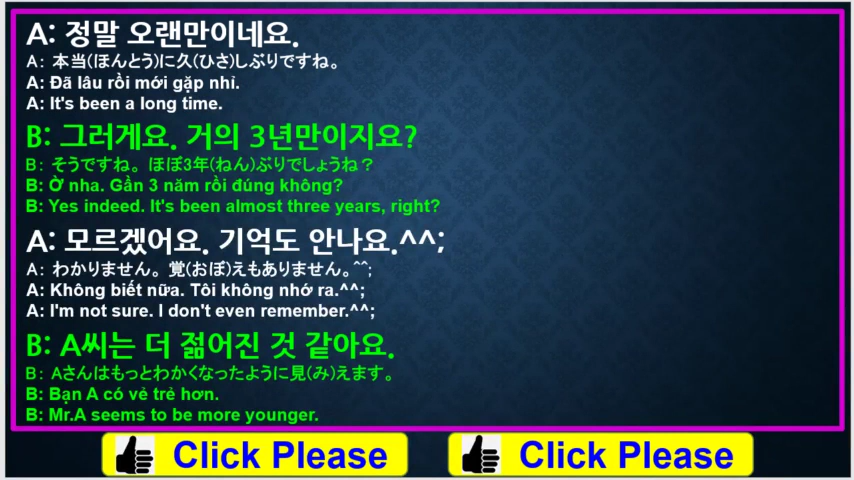 A: 정말 오랜만이네요.
A: 本当(ほんとう)に久(ひさ)しぶりですね。
A: Đã lâu rồi mới gặp nhỉ.
A: It's been a long time.
B: 그러게요. 거의 3년만이지요?
B: そうですね。ほぼ3年(ねん)ぶりでしょうね？
B: Ờ nha. Gần 3 năm rồi đúng không?
B: Yes indeed. It's been almost three years, right?
A: 모르겠어요. 기억도 안나요.^^;
A: わかりません。覚(おぼ)えもありません。^^;
A: Không biết nữa. Tôi không nhớ ra.^^;
A: I'm not sure. I don't even remember.^^;
B: A씨는 더 젊어진 것 같아요.
B: Aさんはもっとわかくなったように見(み)えます。
B: Bạn A có vẻ trẻ hơn.
B: Mr.A seems to be more younger.
Click Please
Click Please